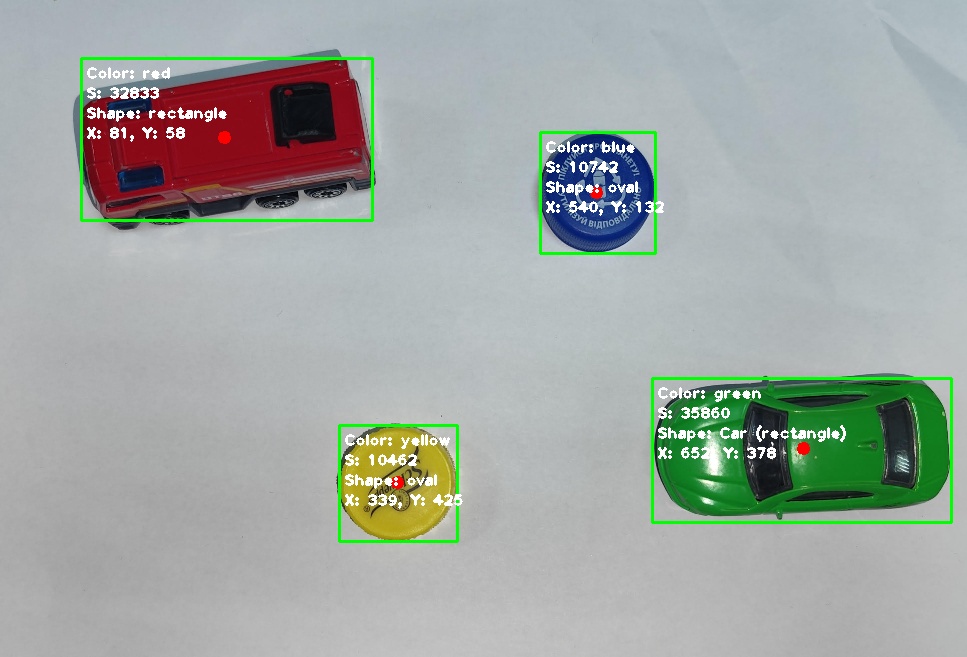 Color: red
S: 32833
Shape: rectangle
X: 81, Y: 58
Color: blue
S: 10742
Shape: oval
X: 540, Y: 132
ВІДПОВІДАЛЬН
Color: green
S: 35860
Shape: Car (rectangle)
X: 652, Y: 378
Color: yellow
S: 10462
Shape: oval
X: 339, Y: 425